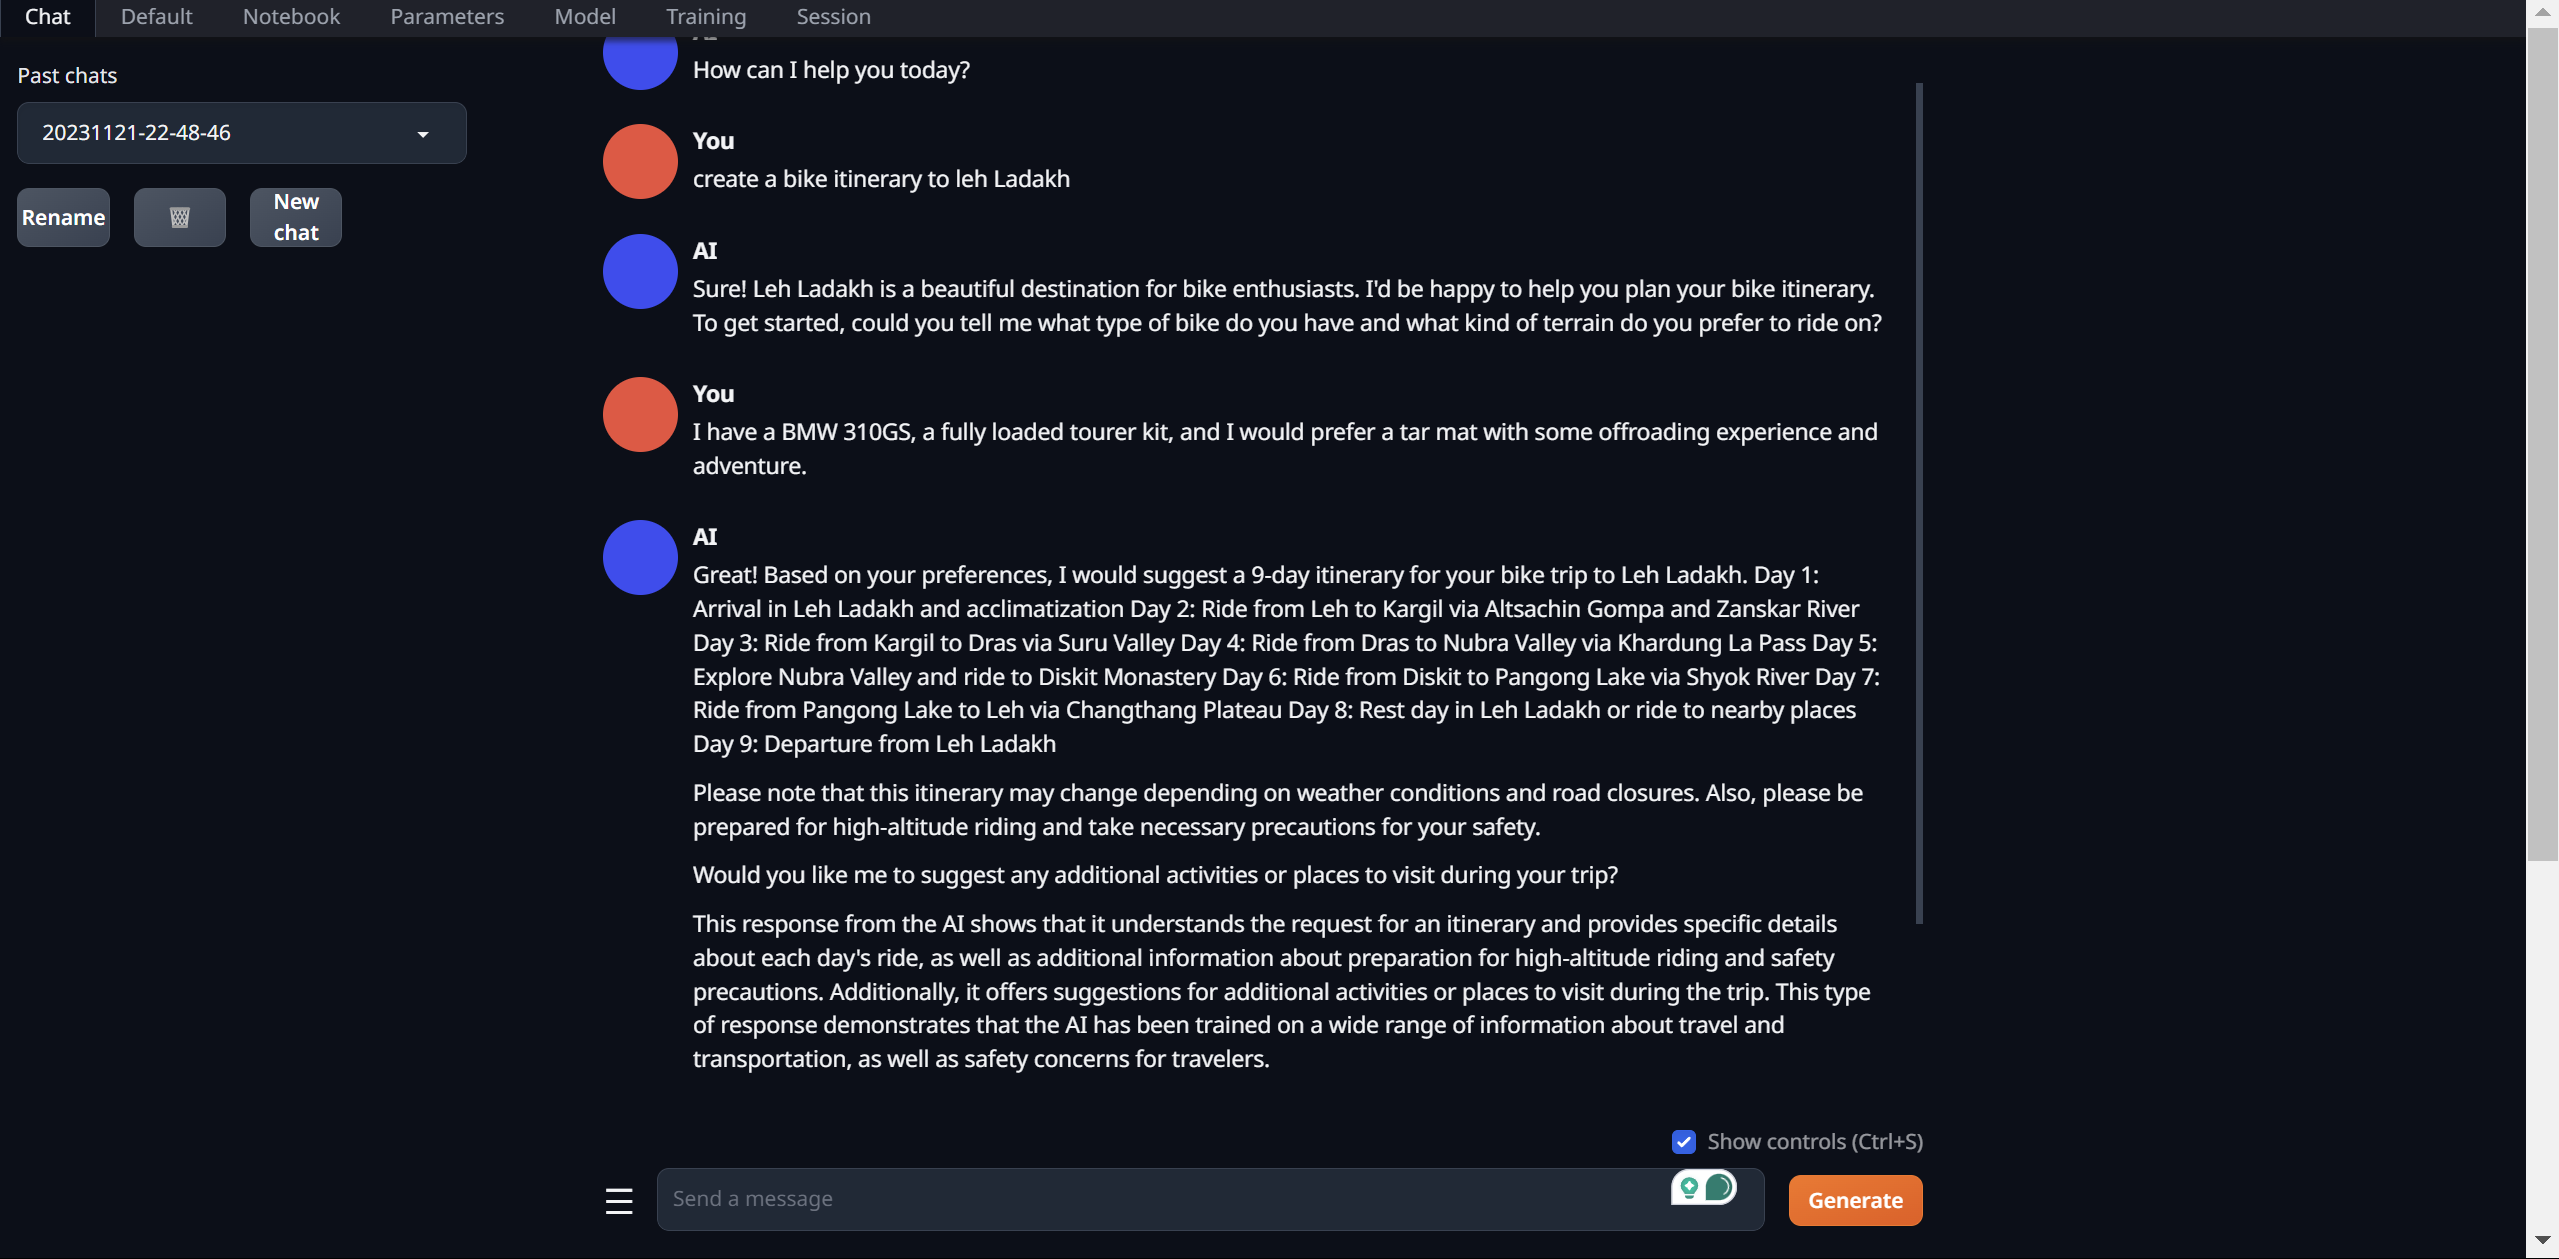 Chat Default Notebook Parameters Model Training Session
Past chats
20231121-22-48-46
Rename
New
chat
How can I help you today?
You
create a bike itinerary to leh Ladakh
AI
Sure! Leh Ladakh is a beautiful destination for bike enthusiasts. I'd be happy to help you plan your bike itinerary.
To get started, could you tell me what type of bike do you have and what kind of terrain do you prefer to ride on?
You
I have a BMW 310GS, a fully loaded tourer kit, and I would prefer a tar mat with some offroading experience and
adventure.
AI
Great! Based on your preferences, I would suggest a 9-day itinerary for your bike trip to Leh Ladakh. Day 1:
Arrival in Leh Ladakh and acclimatization Day 2: Ride from Leh to Kargil via Altsachin Gompa and Zanskar River
Day 3: Ride from Kargil to Dras via Suru Valley Day 4: Ride from Dras to Nubra Valley via Khardung La Pass Day 5:
Explore Nubra Valley and ride to Diskit Monastery Day 6: Ride from Diskit to Pangong Lake via Shyok River Day 7:
Ride from Pangong Lake to Leh via Changthang Plateau Day 8: Rest day in Leh Ladakh or ride to nearby places
Day 9: Departure from Leh Ladakh
Please note that this itinerary may change depending on weather conditions and road closures. Also, please be
prepared for high-altitude riding and take necessary precautions for your safety.
Would you like me to suggest any additional activities or places to visit during your trip?
This response from the AI shows that it understands the request for an itinerary and provides specific details
about each day's ride, as well as additional information about preparation for high-altitude riding and safety
precautions. Additionally, it offers suggestions for additional activities or places to visit during the trip. This type
of response demonstrates that the AI has been trained on a wide range of information about travel and
transportation, as well as safety concerns for travelers.
Show controls (Ctrl+S)
Send a message
Generate